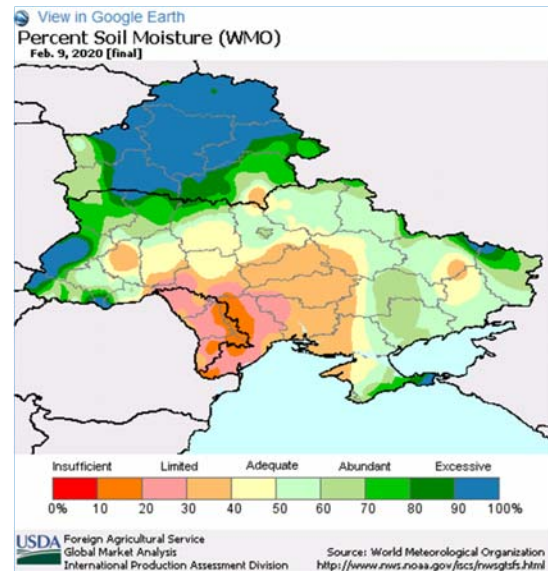 View in Google Earth
Percent Soil Moisture (WMO)
Feb. 9, 2020 [final]
Insufficient Limited Adequate Abundant Excessive
0% 10 20 30 40 50 60 70 80 90 100%
USDA Foreign Agricultural Service
Global Market Analysis
International Production Assessment Division
Source: World Meteorological Organization
http://www.nws.noaa.gov/iscs/nwsgtsfs.html